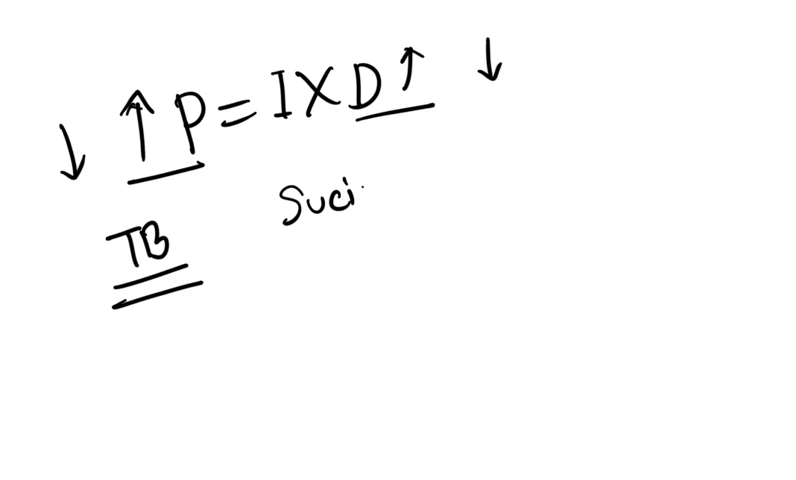 ↓ ↑ P = I X D ↑ ↓
TB Suci